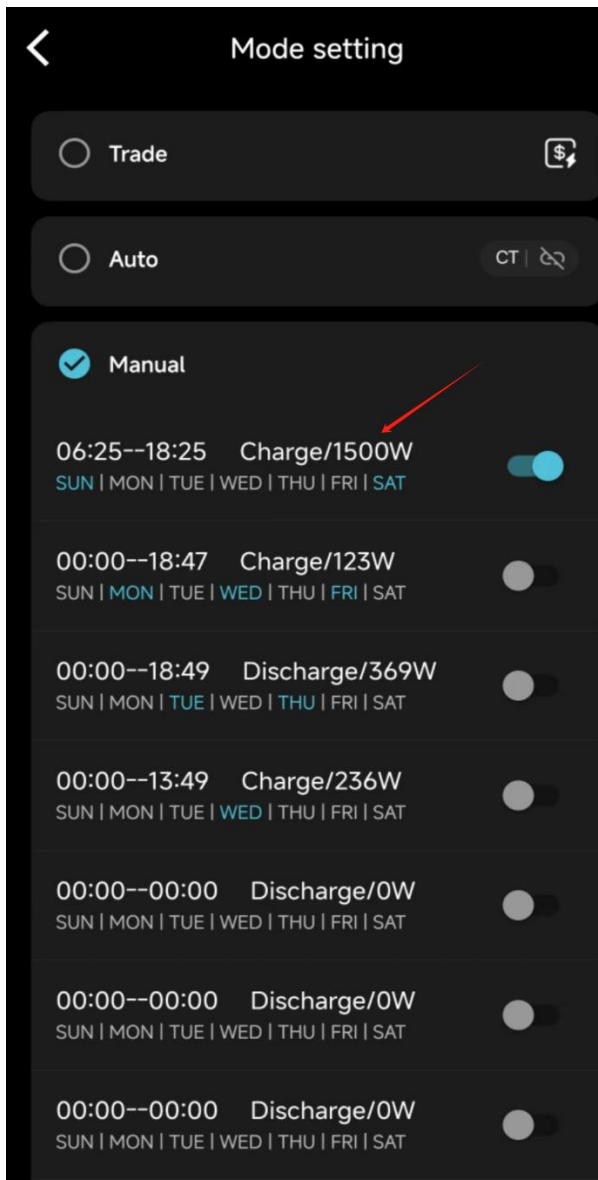 Mode setting
Trade
$
Auto
CT
Manual
06:25--18:25 Charge/1500W
SUN | MON | TUE | WED | THU | FRI | SAT
00:00--18:47 Charge/123W
SUN | MON | TUE | WED | THU | FRI | SAT
00:00--18:49 Discharge/369W
SUN | MON | TUE | WED | THU | FRI | SAT
00:00--13:49 Charge/236W
SUN | MON | TUE | WED | THU | FRI | SAT
00:00--00:00 Discharge/0W
SUN | MON | TUE | WED | THU | FRI | SAT
00:00--00:00 Discharge/0W
SUN | MON | TUE | WED | THU | FRI | SAT
00:00--00:00 Discharge/0W
SUN | MON | TUE | WED | THU | FRI | SAT